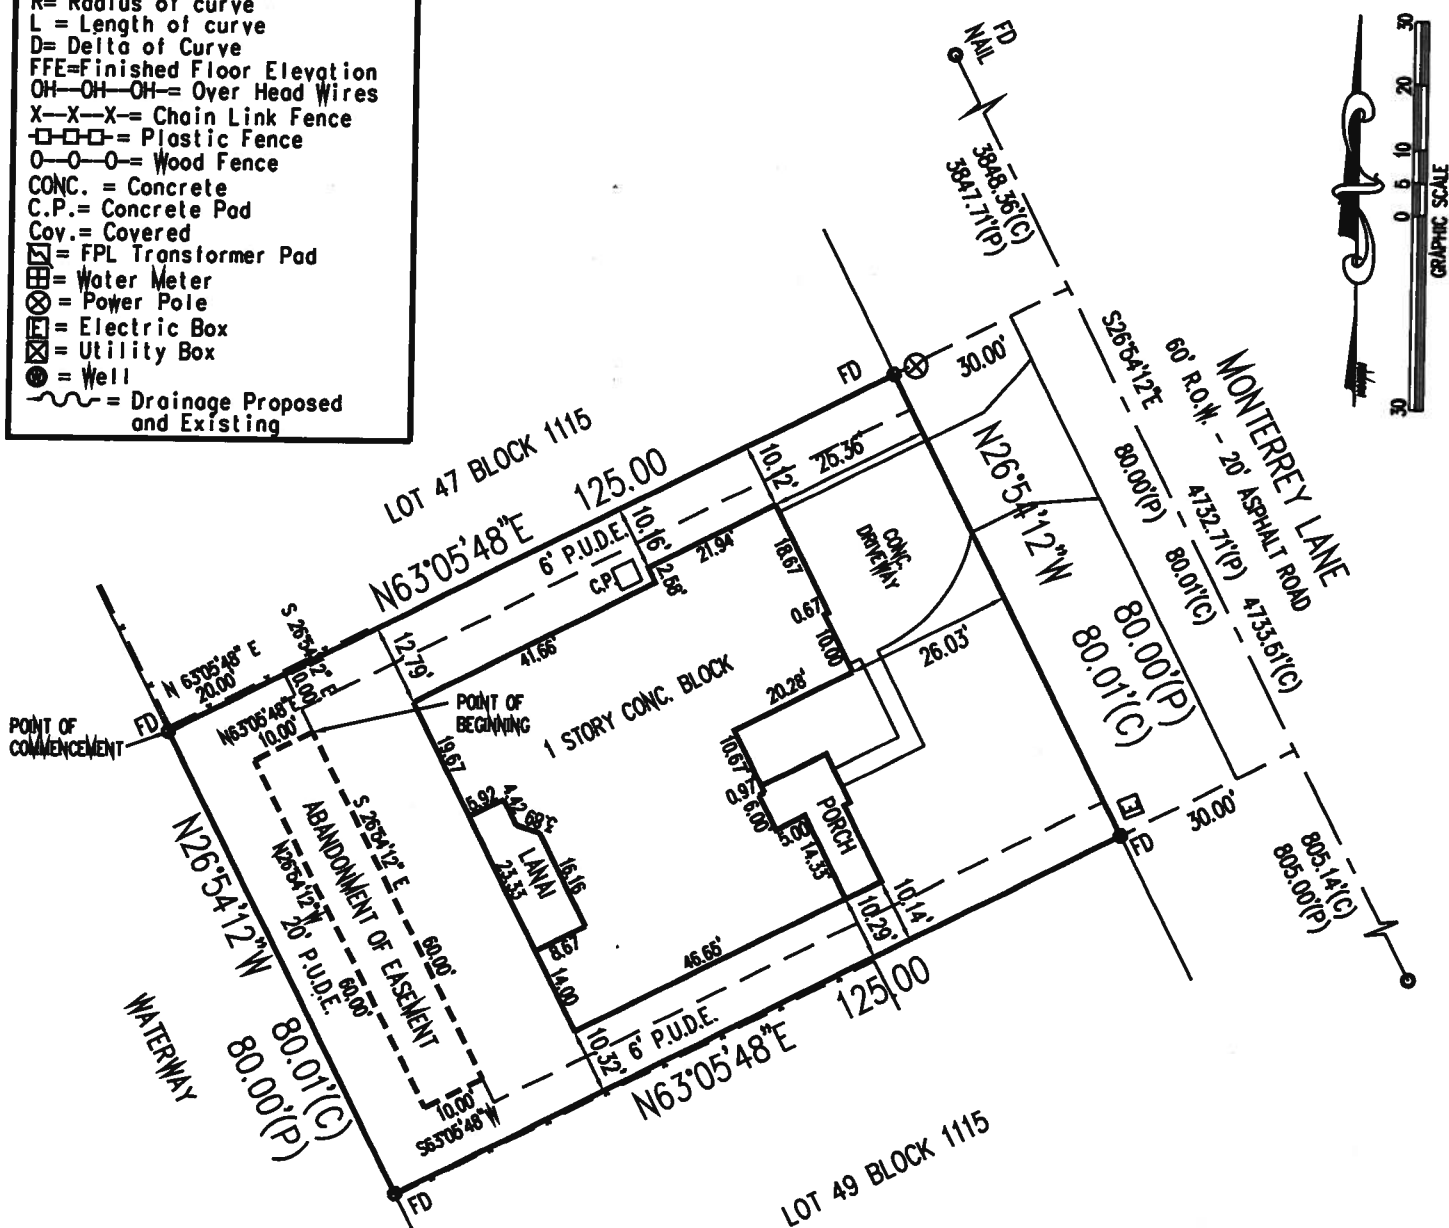 R= Radius of curve
L = Length of curve
D= Delta of Curve
FFE=Finished Floor Elevation
OH—OH—OH-= Over Head Wires
X—X—X-= Chain Link Fence
= Plastic Fence
O—O—O-= Wood Fence
CONC. = Concrete
C.P.= Concrete Pad
Cov.= Covered
= FPL Transformer Pad
= Water Meter
= Power Pole
E = Electric Box
= Utility Box
= Well
= Drainage Proposed
and Existing
FD
NAIL
3848.36'(C)
3847.71'(P)
30
20
10
5
0
30
GRAPHIC SCALE
LOT 47 BLOCK 1115
125.00
N63°05'48"E
6' P.U.D.E.
FD
30.00'
S26°54'12"E
60' R.O.W. - 20' ASPHALT ROAD
MONTERREY LANE
80.00'(P)
4732.71'(P)
80.01'(C)
4733.51'(C)
N26°54'12"W
80.00'(P)
80.01'(C)
10.12'
25.36'
10.16'
21.94'
2.68'
C.P.
18.67
CONC.
DRIVEWAY
0.67
10.00
26.03'
20.28'
12.79'
41.66'
1 STORY CONC. BLOCK
N 63°05'48" E
20.00'
S 26°54'12" E
10.00'
N63°05'48"E
10.00'
POINT OF
COMMENCEMENT
FD
POINT OF
BEGINNING
19.67
5.92
4.42
3.89
LANAI
16.16
23.33
8.67
14.00
10.67
0.97
6.00
5.00
14.33
PORCH
E
30.00'
FD
805.14'(C)
805.00'(P)
S 26°54'12" E
ABANDONMENT OF EASEMENT
N26°54'12"W
20' P.U.D.E.
60.00'
60.00'
N26°54'12"W
WATERWAY
80.01'(C)
80.00'(P)
10.00'
S63°05'48"W
46.65'
10.32'
10.29'
10.14'
6' P.U.D.E.
125.00
N63°05'48"E
FD
LOT 49 BLOCK 1115